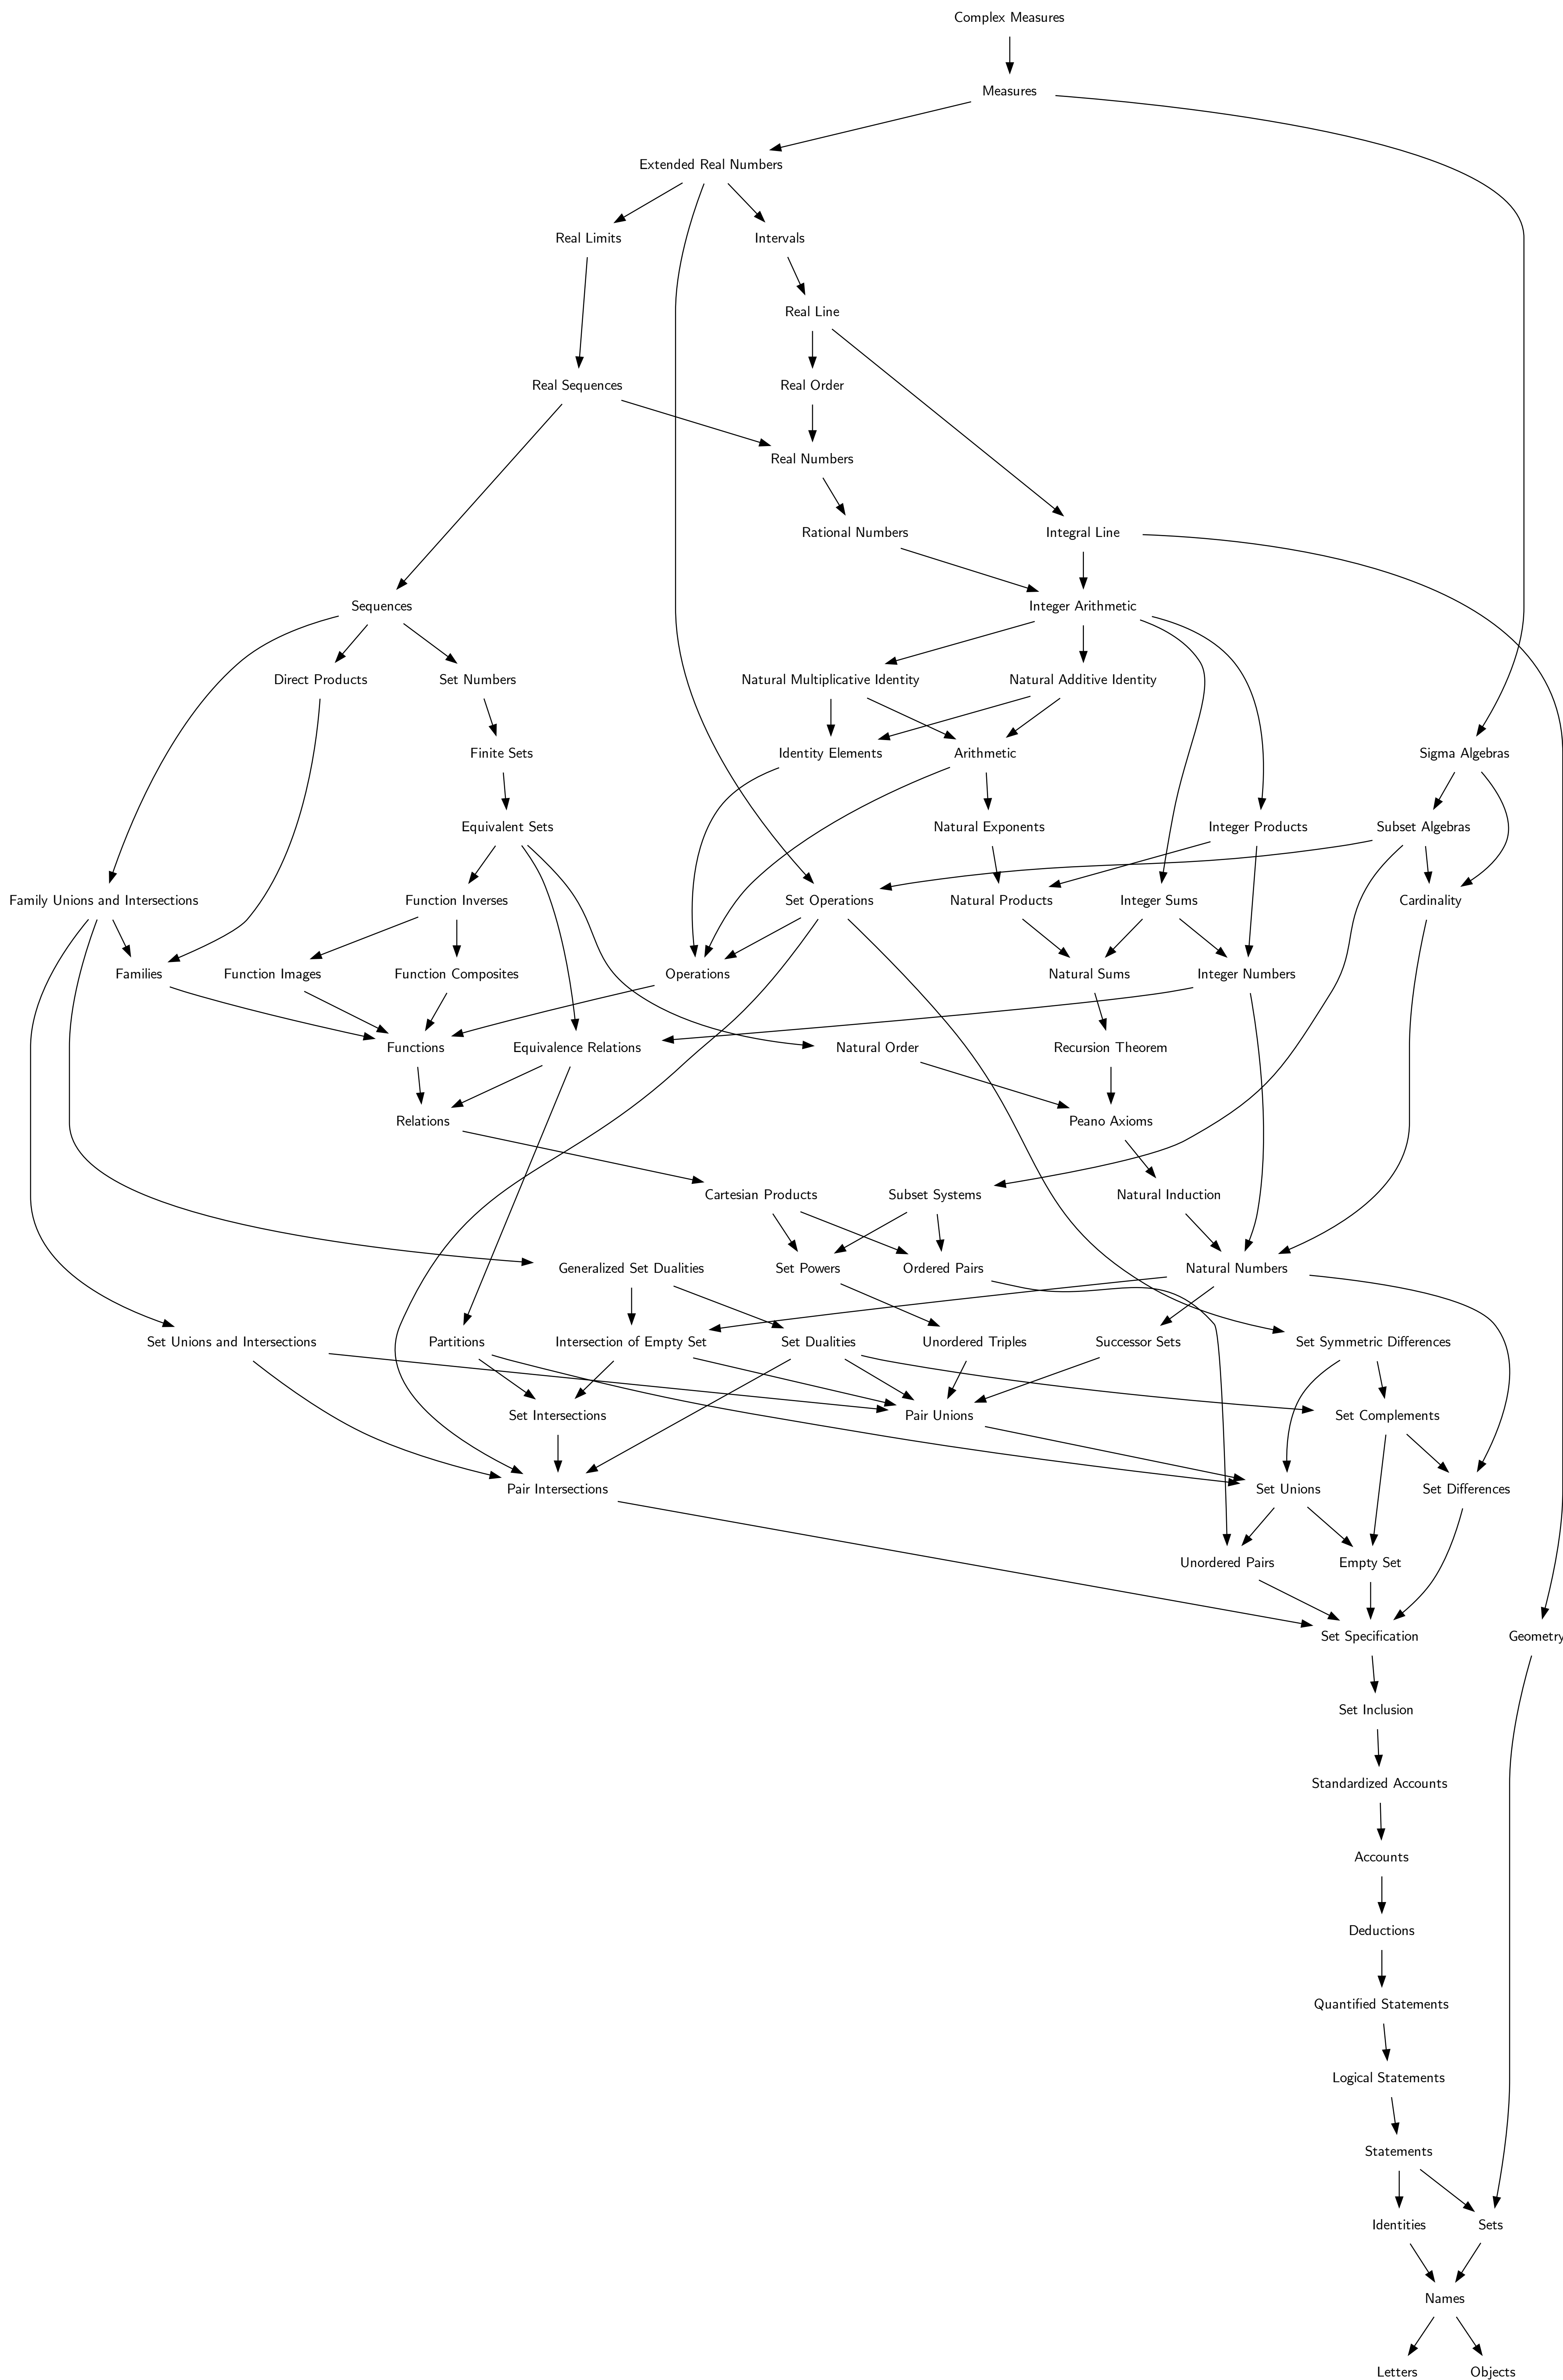 Complex Measures
Measures
Extended Real Numbers
Real Limits
Intervals
Real Line
Real Sequences
Real Order
Real Numbers
Rational Numbers
Integral Line
Sequences
Integer Arithmetic
Direct Products
Set Numbers
Natural Multiplicative Identity
Natural Additive Identity
Finite Sets
Identity Elements
Arithmetic
Sigma Algebras
Equivalent Sets
Natural Exponents
Integer Products
Subset Algebras
Family Unions and Intersections
Function Inverses
Set Operations
Natural Products
Integer Sums
Cardinality
Families
Function Images
Function Composites
Operations
Natural Sums
Integer Numbers
Functions
Equivalence Relations
Natural Order
Recursion Theorem
Relations
Peano Axioms
Cartesian Products
Subset Systems
Natural Induction
Generalized Set Dualities
Set Powers
Ordered Pairs
Natural Numbers
Set Unions and Intersections
Partitions
Intersection of Empty Set
Set Dualities
Unordered Triples
Successor Sets
Set Symmetric Differences
Set Intersections
Pair Unions
Set Complements
Pair Intersections
Set Unions
Set Differences
Unordered Pairs
Empty Set
Set Specification
Geometry
Set Inclusion
Standardized Accounts
Accounts
Deductions
Quantified Statements
Logical Statements
Statements
Identities
Sets
Names
Letters
Objects